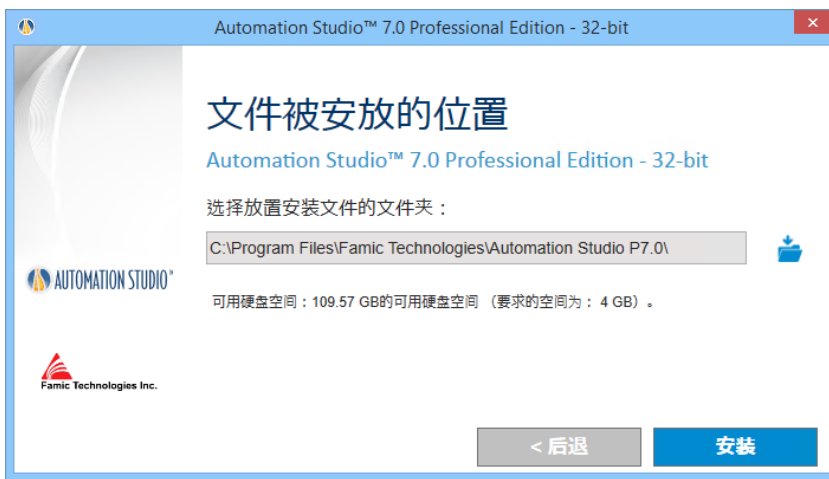 Automation Studio™ 7.0 Professional Edition - 32-bit
文件被安放的位置
Automation Studio™ 7.0 Professional Edition - 32-bit
选择放置安装文件的文件夹：
C:\Program Files\Famic Technologies\Automation Studio P7.0\
AUTOMATION STUDIO™
可用硬盘空间：109.57 GB的可用硬盘空间 （要求的空间为： 4 GB）。
Famic Technologies Inc.
< 后退
安装